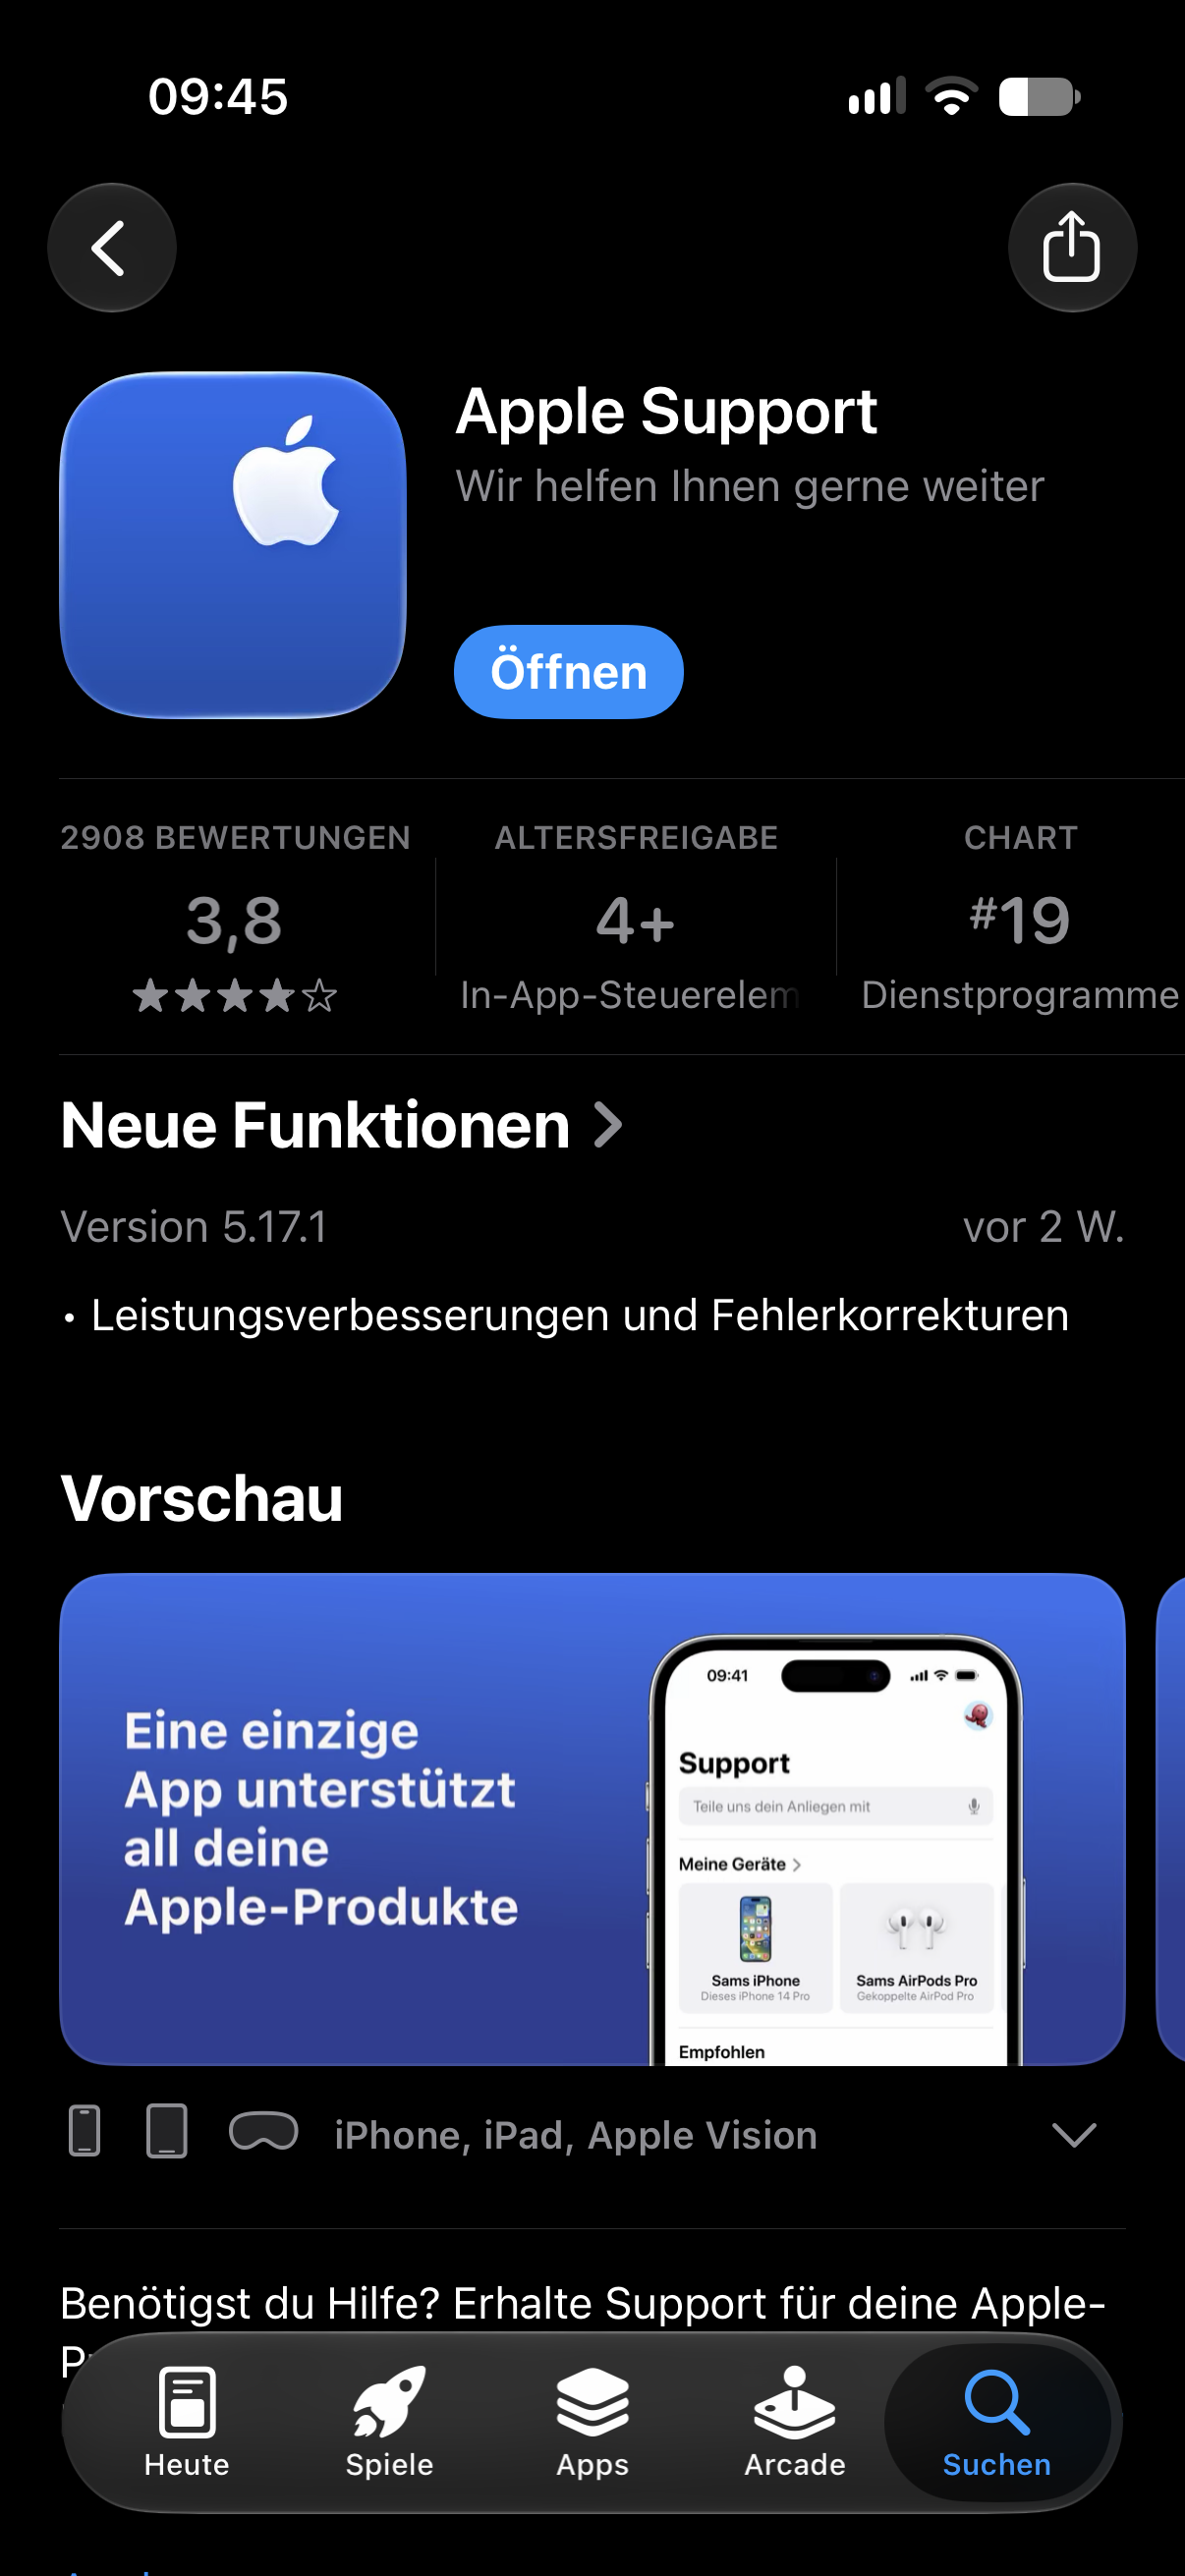 09:45
Apple Support
Wir helfen Ihnen gerne weiter
Öffnen
2908 BEWERTUNGEN
3,8
ALTERSFREIGABE
4+
In-App-Steuerelem
CHART
#19
Dienstprogramme
Neue Funktionen
Version 5.17.1
vor 2 W.
• Leistungsverbesserungen und Fehlerkorrekturen
Vorschau
Eine einzige
App unterstützt
all deine
Apple-Produkte
09:41
Support
Teile uns dein Anliegen mit
Meine Geräte
Sams iPhone
Dieses iPhone 14 Pro
Sams AirPods Pro
Gekoppelte AirPod Pro
Empfohlen
iPhone, iPad, Apple Vision
Benötigst du Hilfe? Erhalte Support für deine Apple-
Heute
Spiele
Apps
Arcade
Suchen